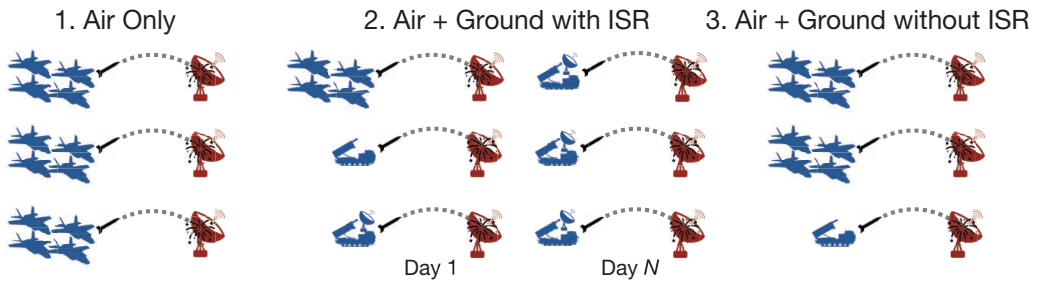 1. Air Only
2. Air + Ground with ISR
3. Air + Ground without ISR
Day 1
Day N